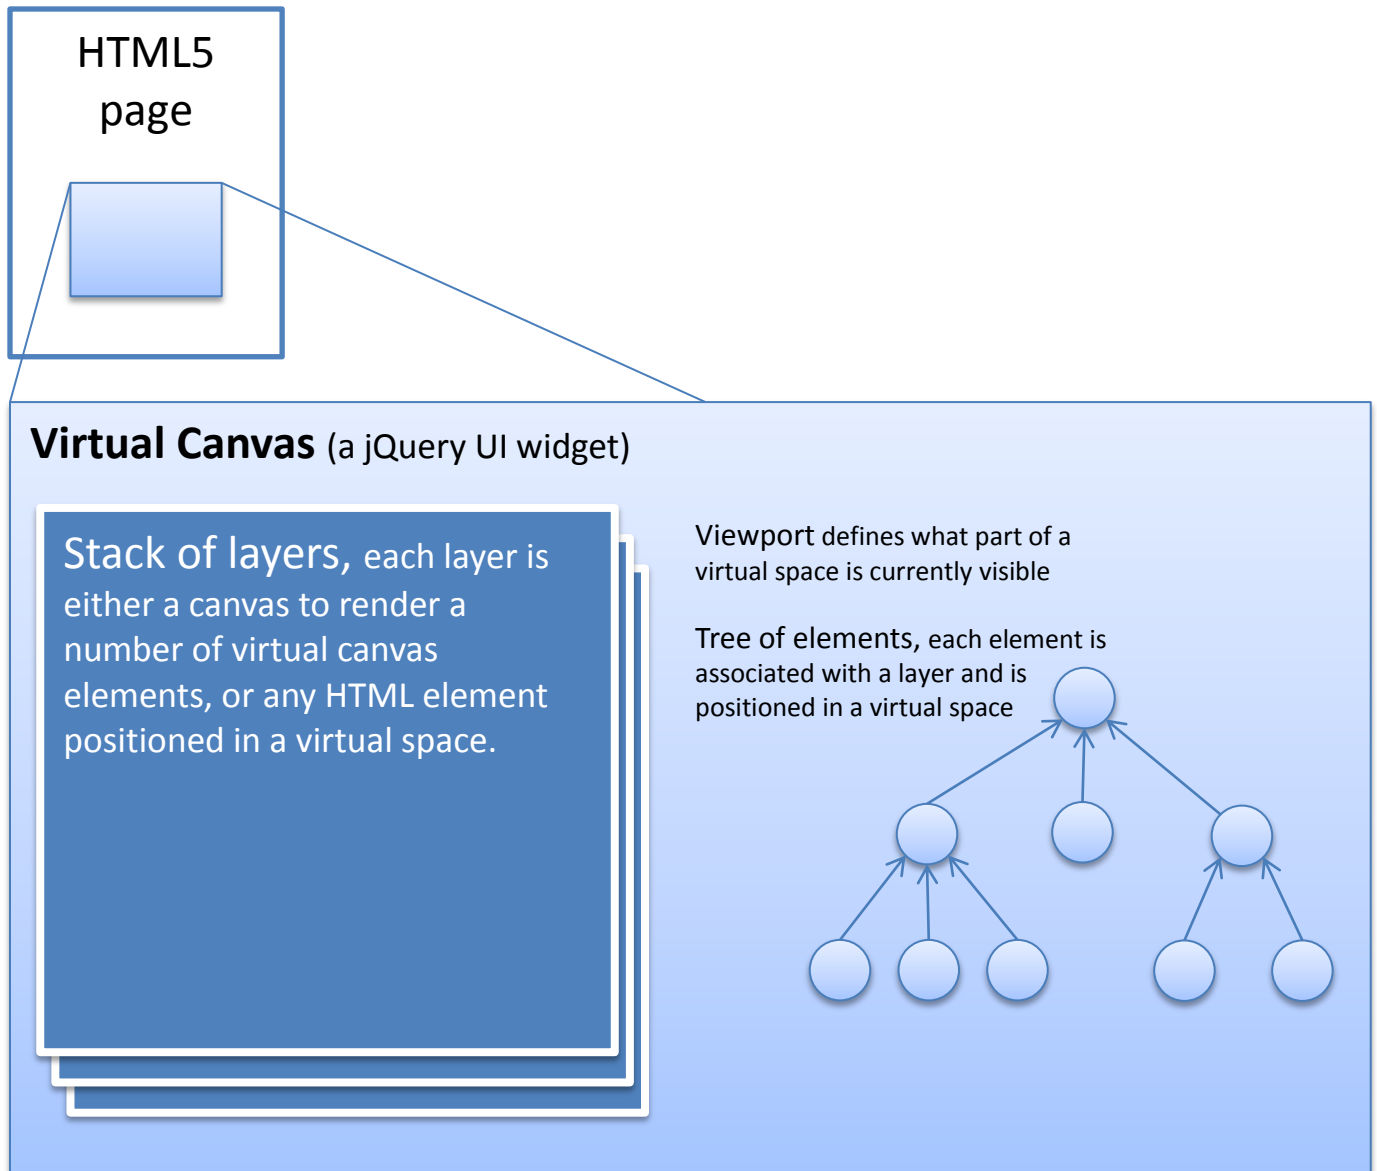 HTML5
page
Virtual Canvas (a jQuery UI widget)
Stack of layers, each layer is
either a canvas to render a
number of virtual canvas
elements, or any HTML element
positioned in a virtual space.
Viewport defines what part of a
virtual space is currently visible
Tree of elements, each element is
associated with a layer and is
positioned in a virtual space